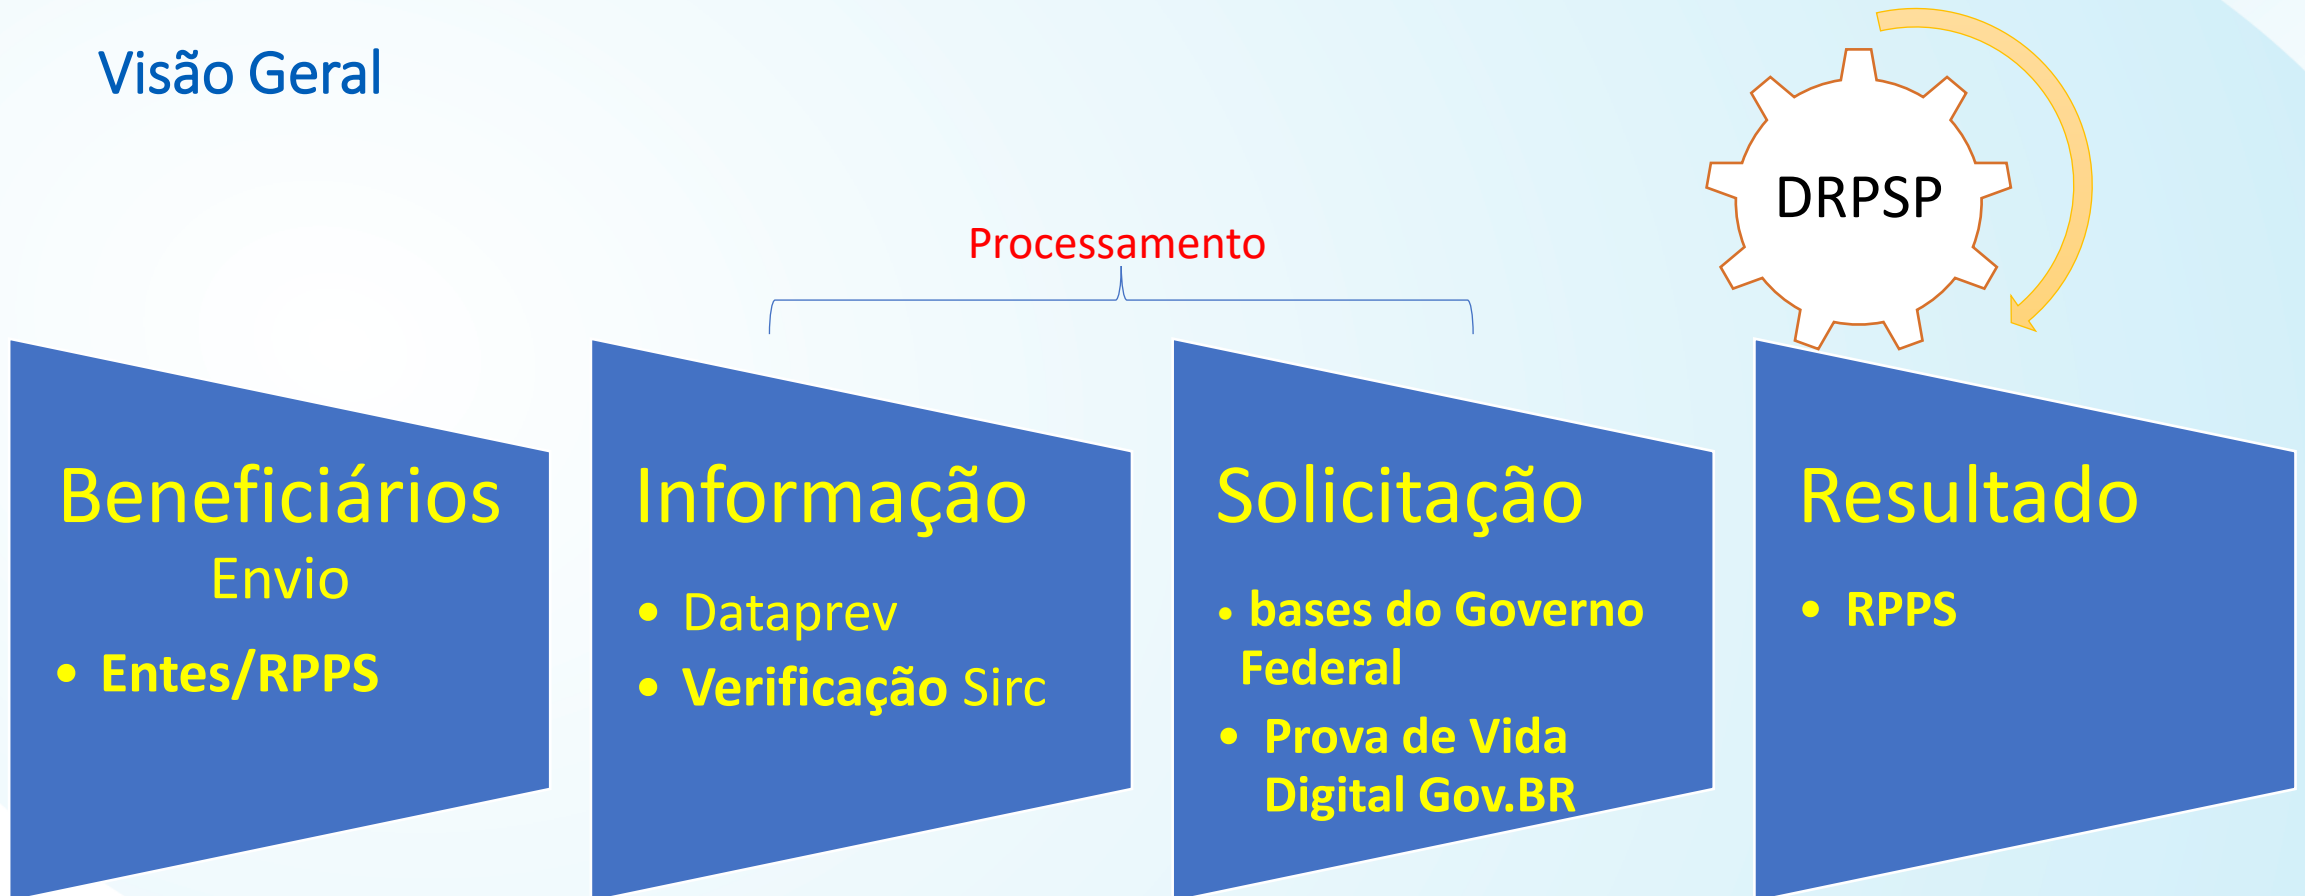 Visão Geral
DRPSP
Processamento
Beneficiários
Envio
• Entes/RPPS
Informação
• Dataprev
• Verificação Sirc
Solicitação
• bases do Governo
Federal
• Prova de Vida
Digital Gov.BR
Resultado
• RPPS